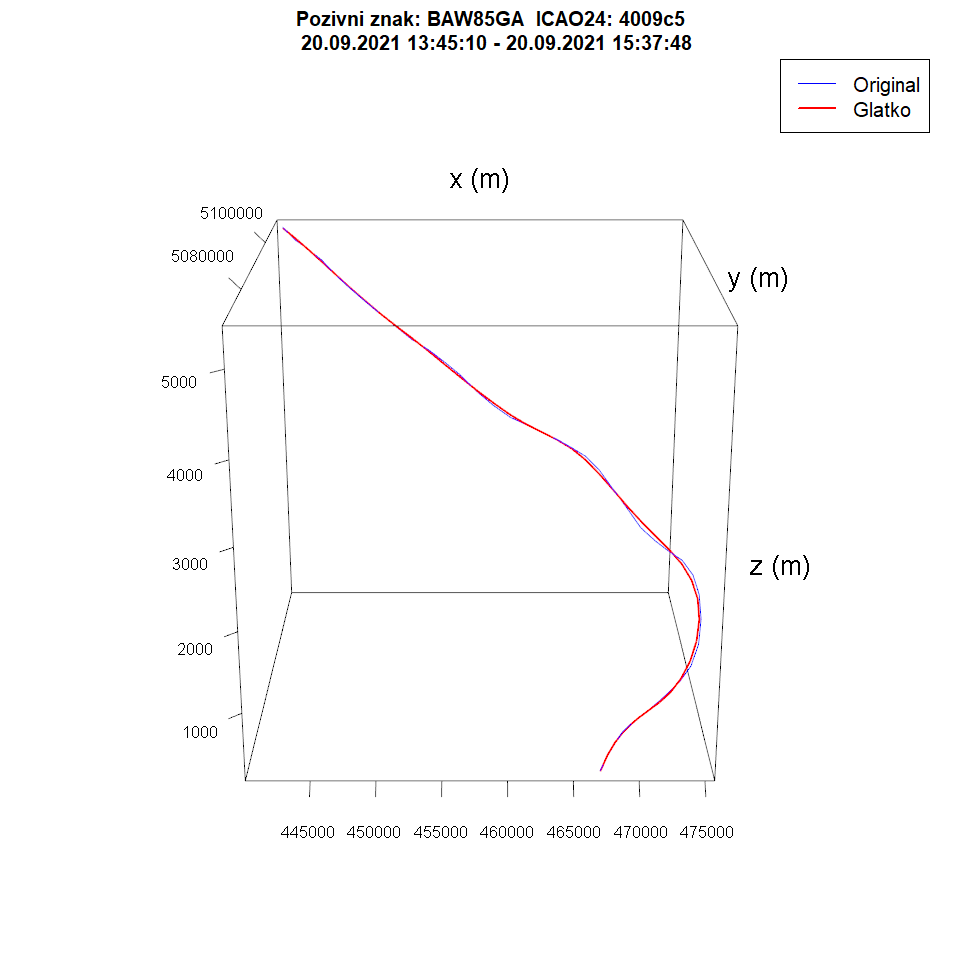 Pozivni znak: BAW85GA  ICAO24: 4009c5
20.09.2021 13:45:10 - 20.09.2021 15:37:48
Original
Glatko
x (m)
5100000
5080000
y (m)
5000
4000
3000
z (m)
2000
1000
445000 450000 455000 460000 465000 470000 475000